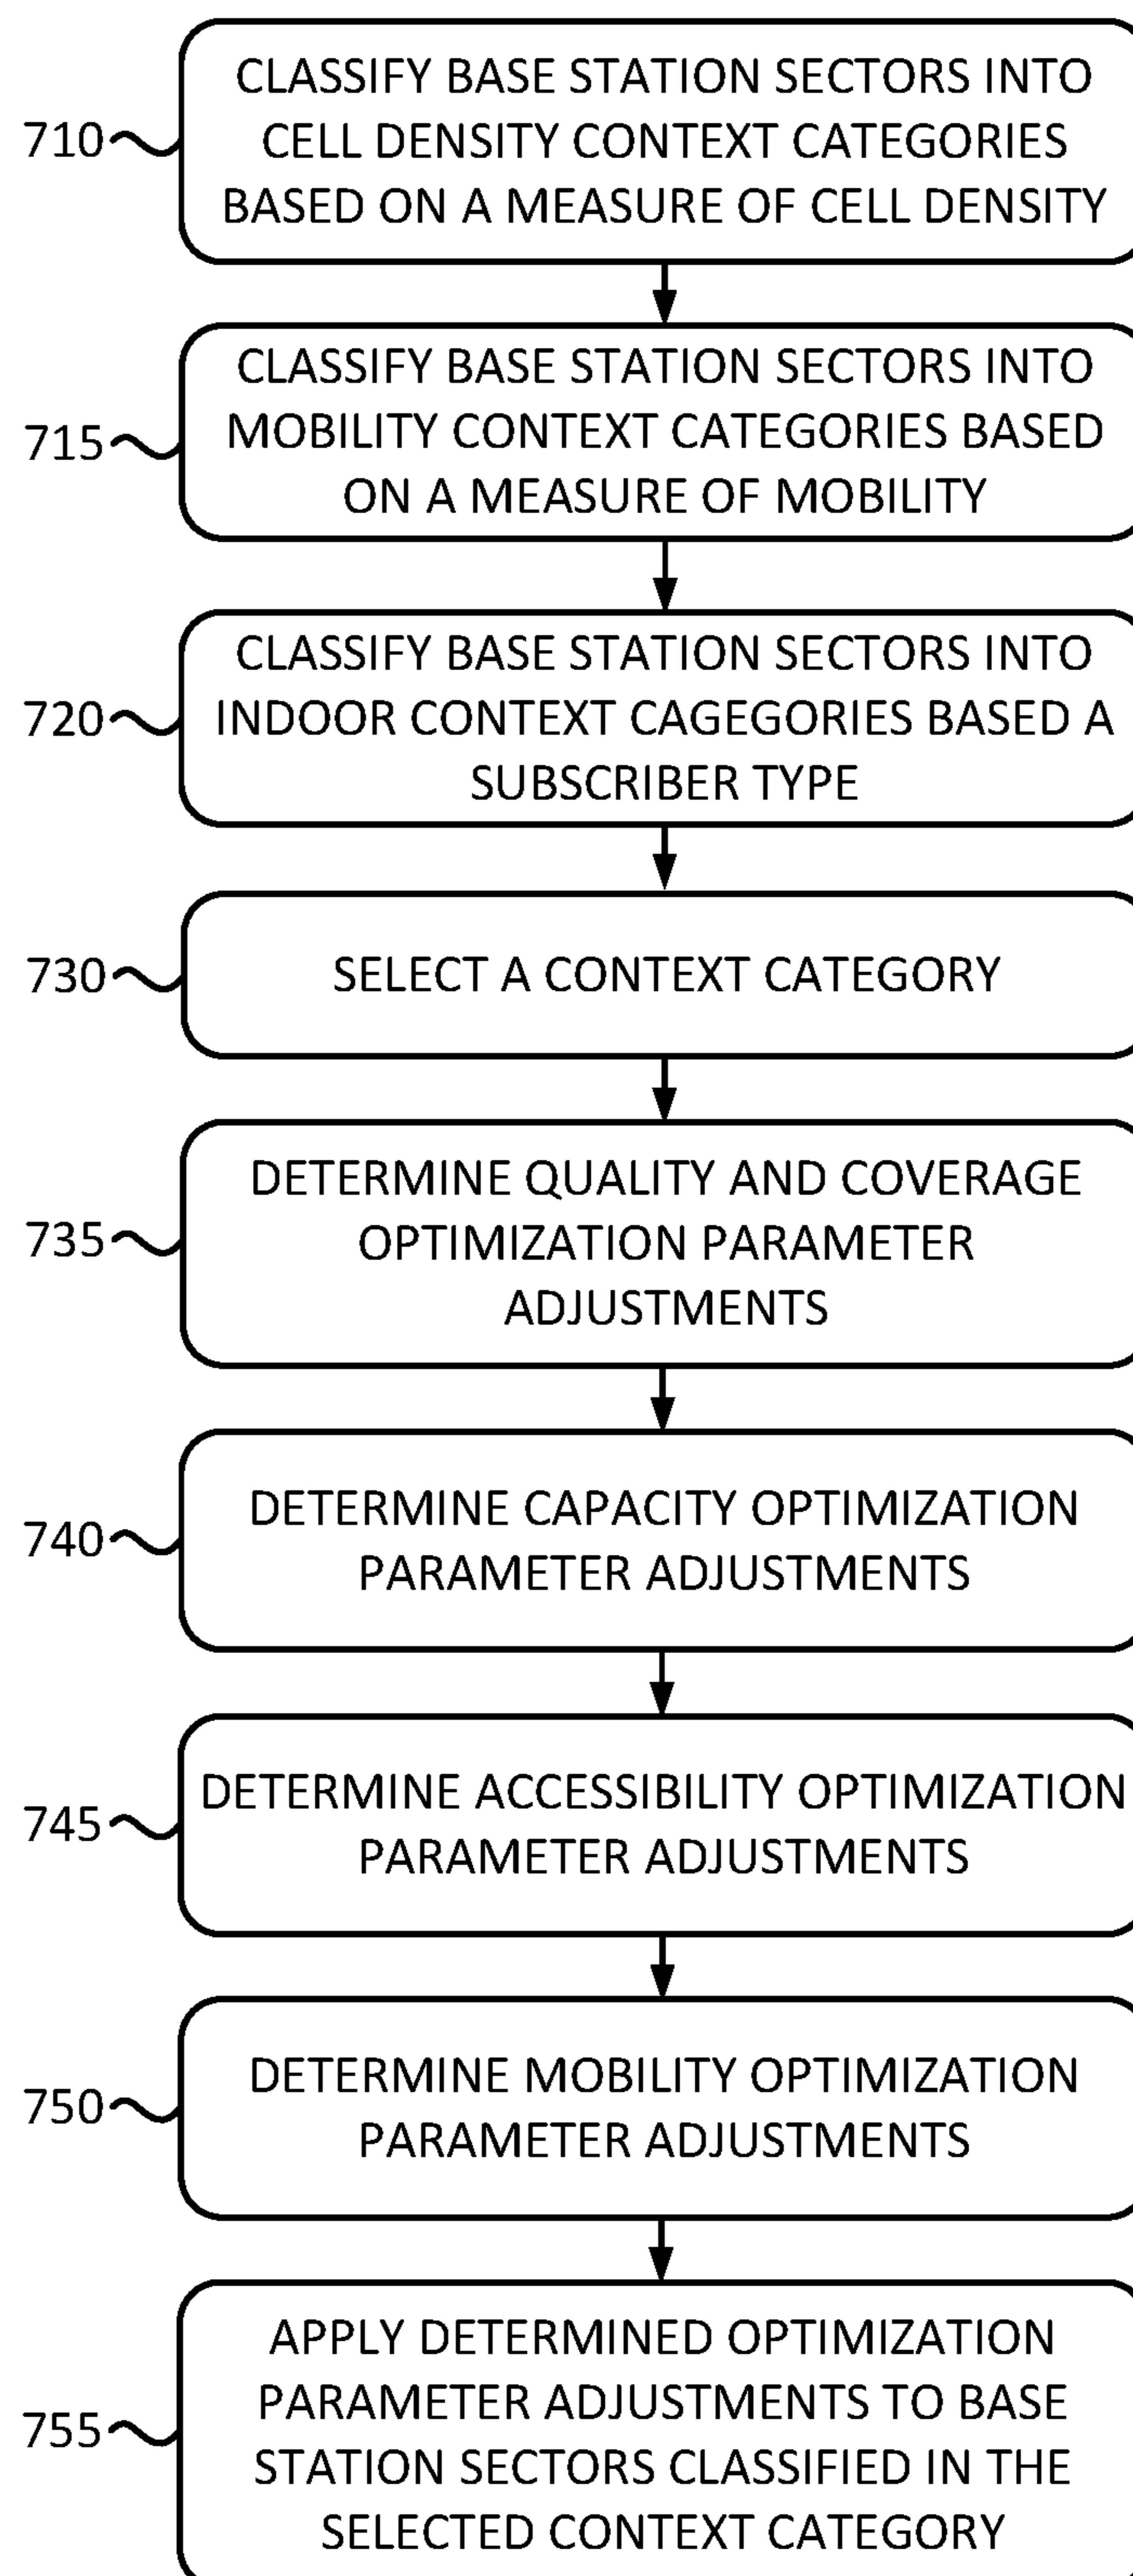 CLASSIFY BASE STATION SECTORS INTO
710
CELL DENSITY CONTEXT CATEGORIES
BASED ON A MEASURE OF CELL DENSITY
CLASSIFY BASE STATION SECTORS INTO
715
MOBILITY CONTEXT CATEGORIES BASED
ON A MEASURE OF MOBILITY
CLASSIFY BASE STATION SECTORS INTO
720
INDOOR CONTEXT CAGEGORIES BASED A
SUBSCRIBER TYPE
730
SELECT A CONTEXT CATEGORY
DETERMINE QUALITY AND COVERAGE
735
OPTIMIZATION PARAMETER
ADJUSTMENTS
DETERMINE CAPACITY OPTIMIZATION
740
PARAMETER ADJUSTMENTS
DETERMINE ACCESSIBILITY OPTIMIZATION
745
PARAMETER ADJUSTMENTS
DETERMINE MOBILITY OPTIMIZATION
750
PARAMETER ADJUSTMENTS
APPLY DETERMINED OPTIMIZATION
PARAMETER ADJUSTMENTS TO BASE
755
STATION SECTORS CLASSIFIED IN THE
SELECTED CONTEXT CATEGORY